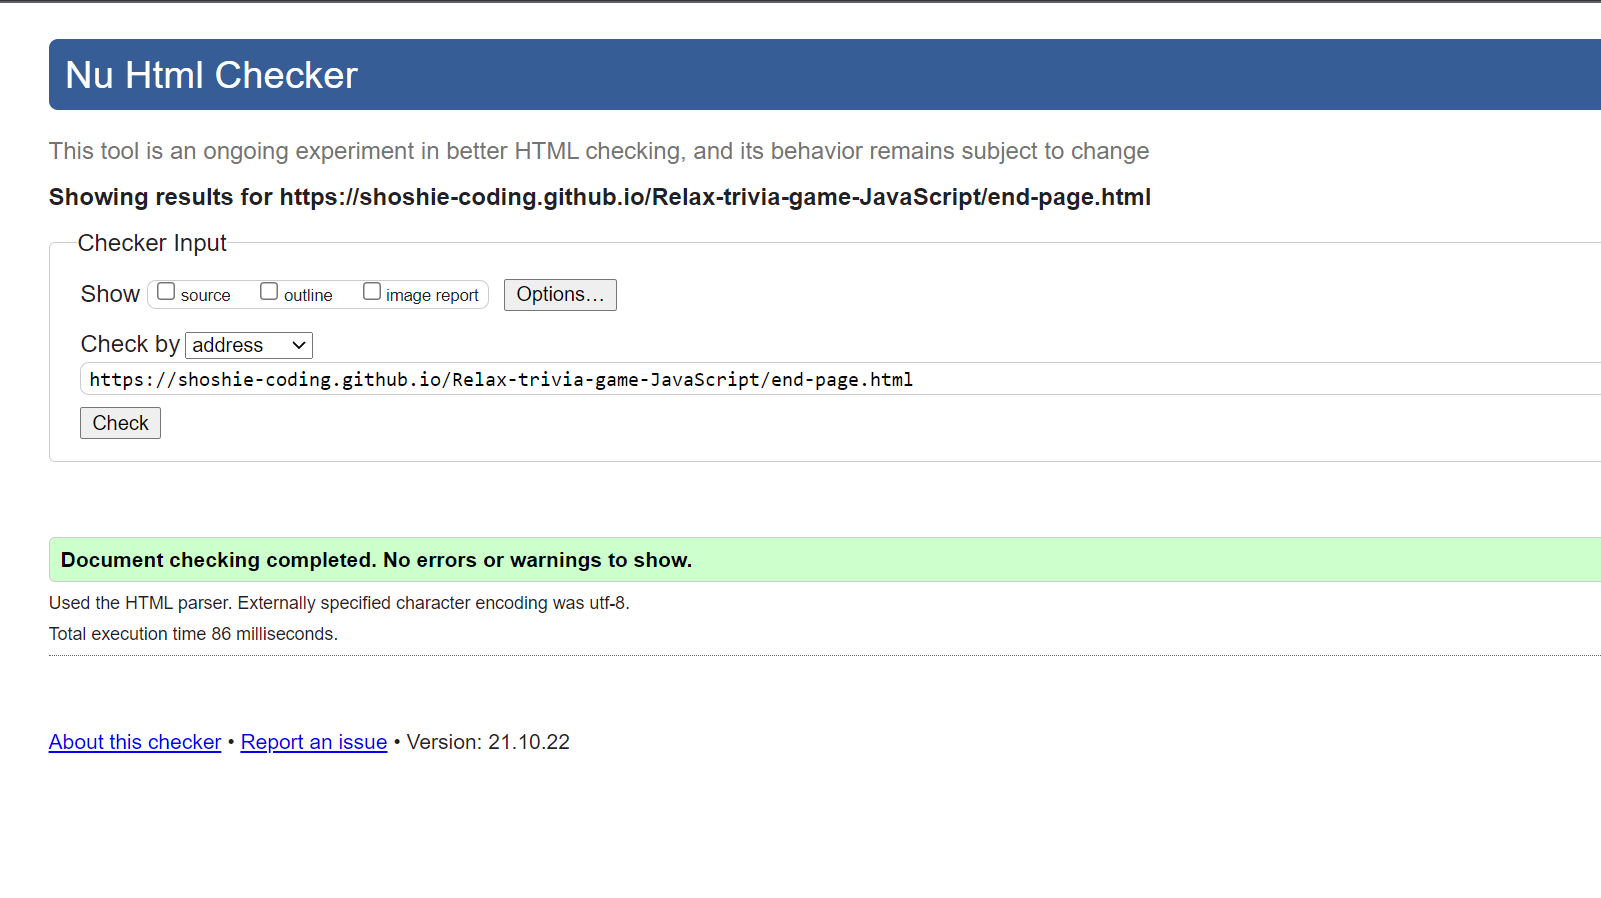 Nu Html Checker
This tool is an ongoing experiment in better HTML checking, and its behavior remains subject to change
Showing results for https://shoshie-coding.github.io/Relax-trivia-game-JavaScript/end-page.html
Checker Input
Show source outline image report Options...
Check by address
https://shoshie-coding.github.io/Relax-trivia-game-JavaScript/end-page.html
Check
Document checking completed. No errors or warnings to show.
Used the HTML parser. Externally specified character encoding was utf-8.
Total execution time 86 milliseconds.
About this checker • Report an issue • Version: 21.10.22